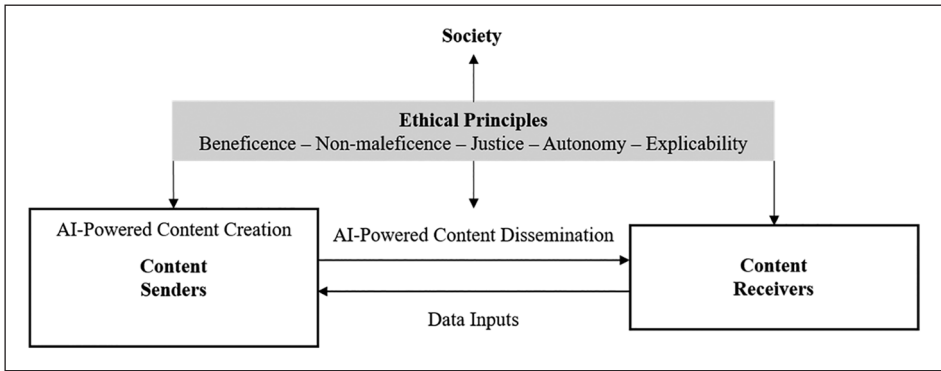 Society
Ethical Principles
Beneficence – Non-maleficence – Justice – Autonomy – Explicability
AI-Powered Content Creation
Content
Senders
AI-Powered Content Dissemination
Data Inputs
Content
Receivers